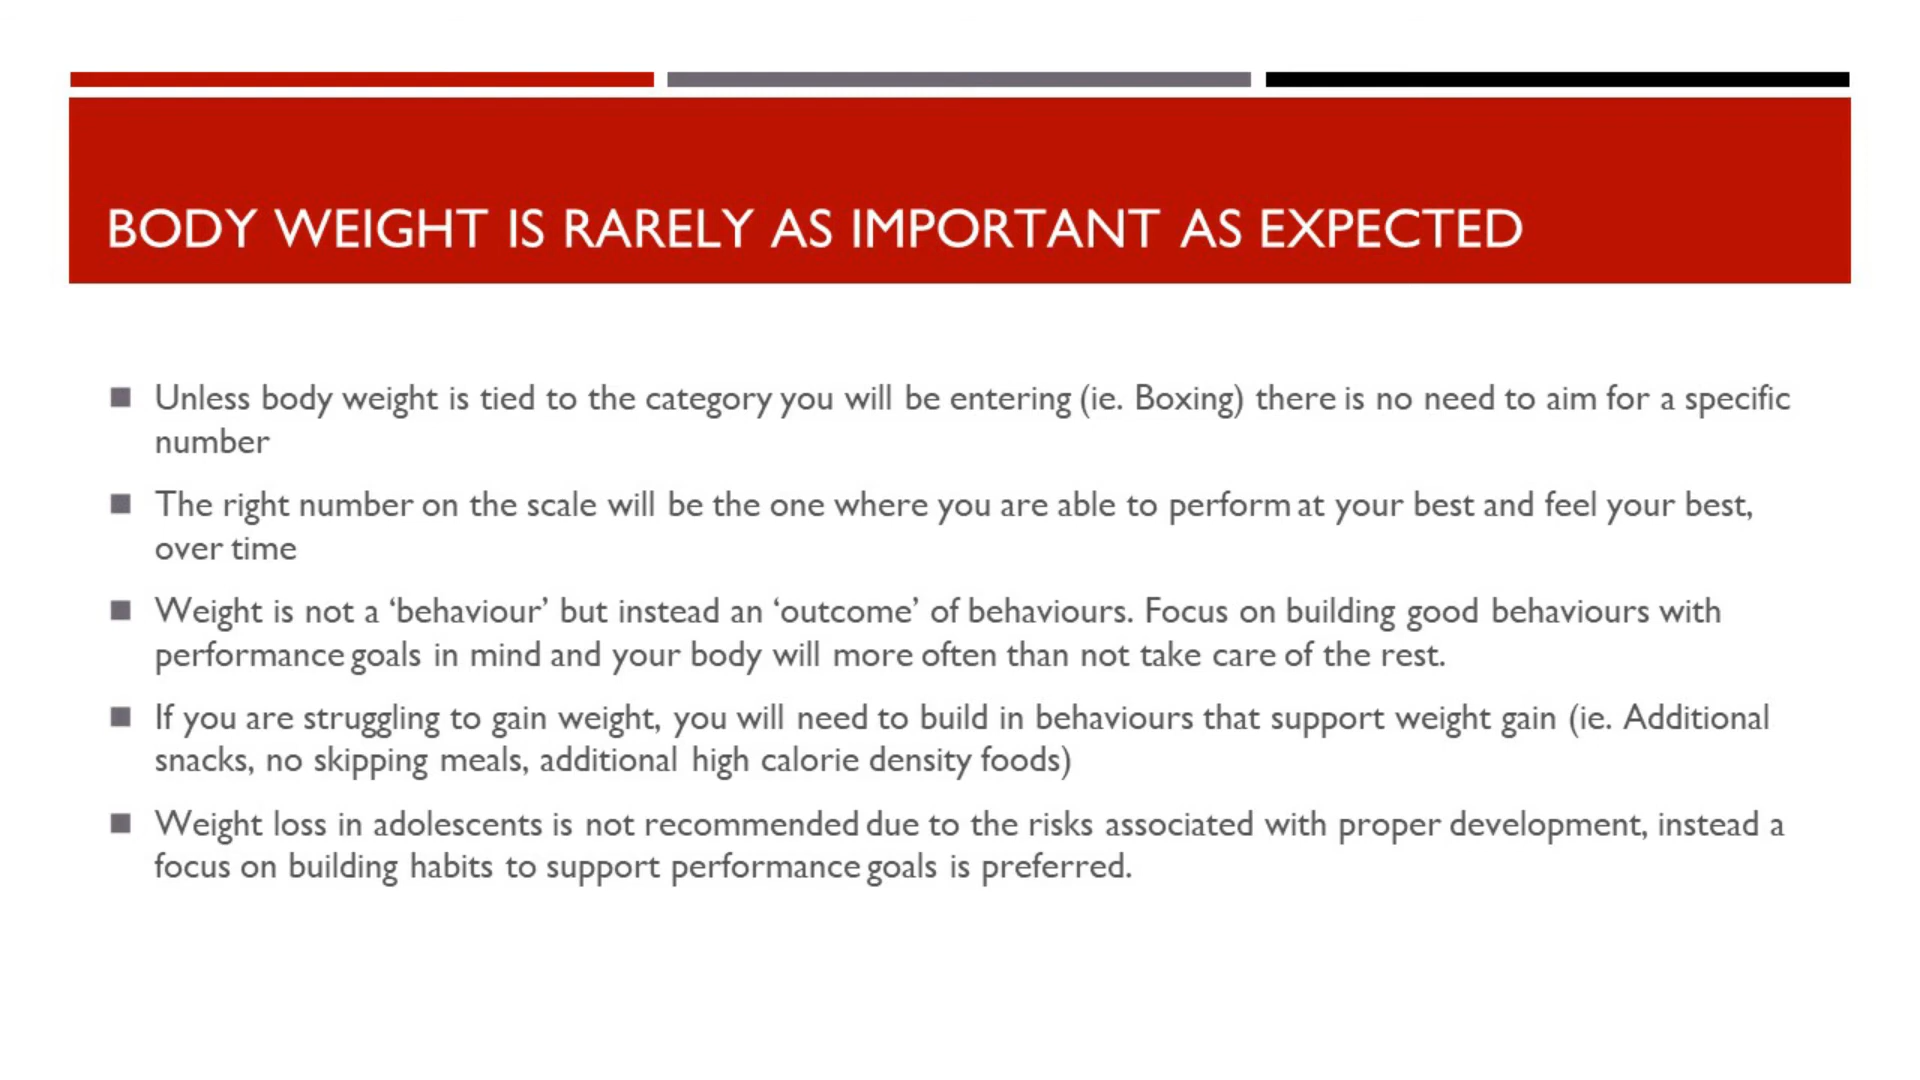 BODY WEIGHT IS RARELY AS IMPORTANT AS EXPECTED
Unless body weight is tied to the category you will be entering (ie. Boxing) there is no need to aim for a specific
number
The right number on the scale will be the one where you are able to perform at your best and feel your best,
over time
Weight is not a ‘behaviour’ but instead an ‘outcome’ of behaviours. Focus on building good behaviours with
performance goals in mind and your body will more often than not take care of the rest.
If you are struggling to gain weight, you will need to build in behaviours that support weight gain (ie. Additional
snacks, no skipping meals, additional high calorie density foods)
Weight loss in adolescents is not recommended due to the risks associated with proper development, instead a
focus on building habits to support performance goals is preferred.